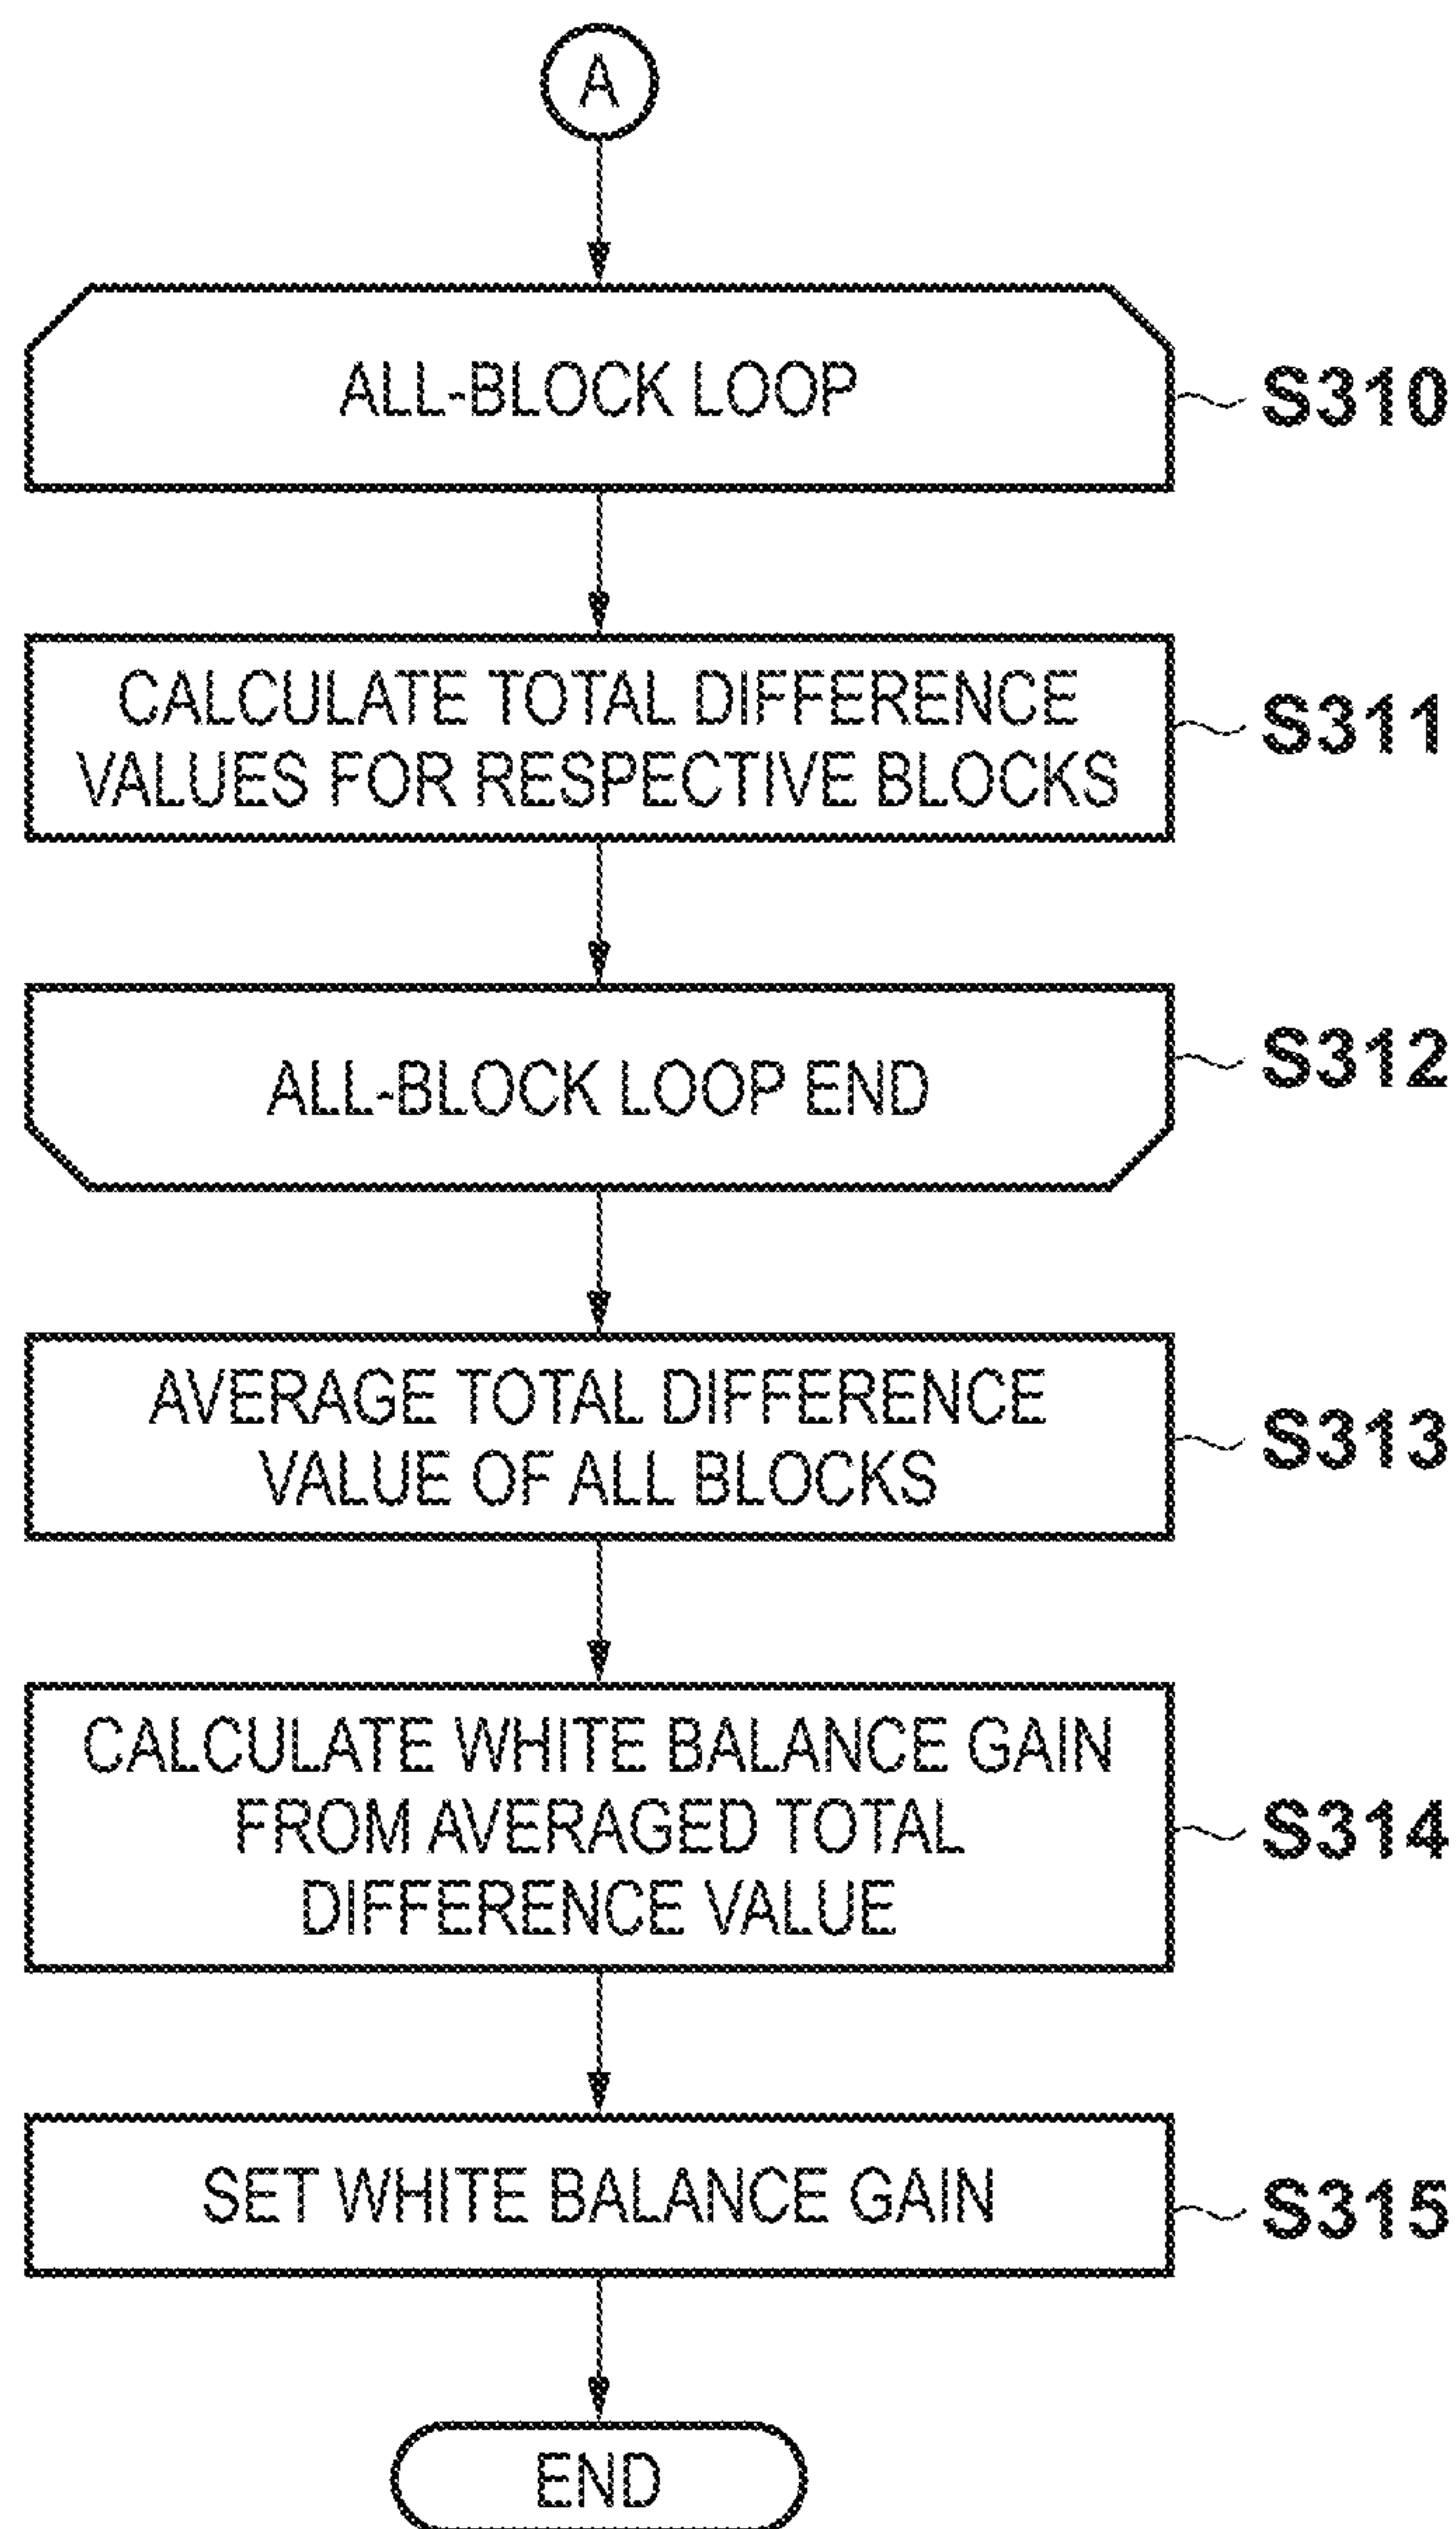 A
ALL-BLOCK LOOP
S310
CALCULATE TOTAL DIFFERENCE
VALUES FOR RESPECTIVE BLOCKS
S311
ALL-BLOCK LOOP END
S312
AVERAGE TOTAL DIFFERENCE
VALUE OF ALL BLOCKS
S313
CALCULATE WHITE BALANCE GAIN
FROM AVERAGED TOTAL
DIFFERENCE VALUE
S314
SET WHITE BALANCE GAIN
S315
END